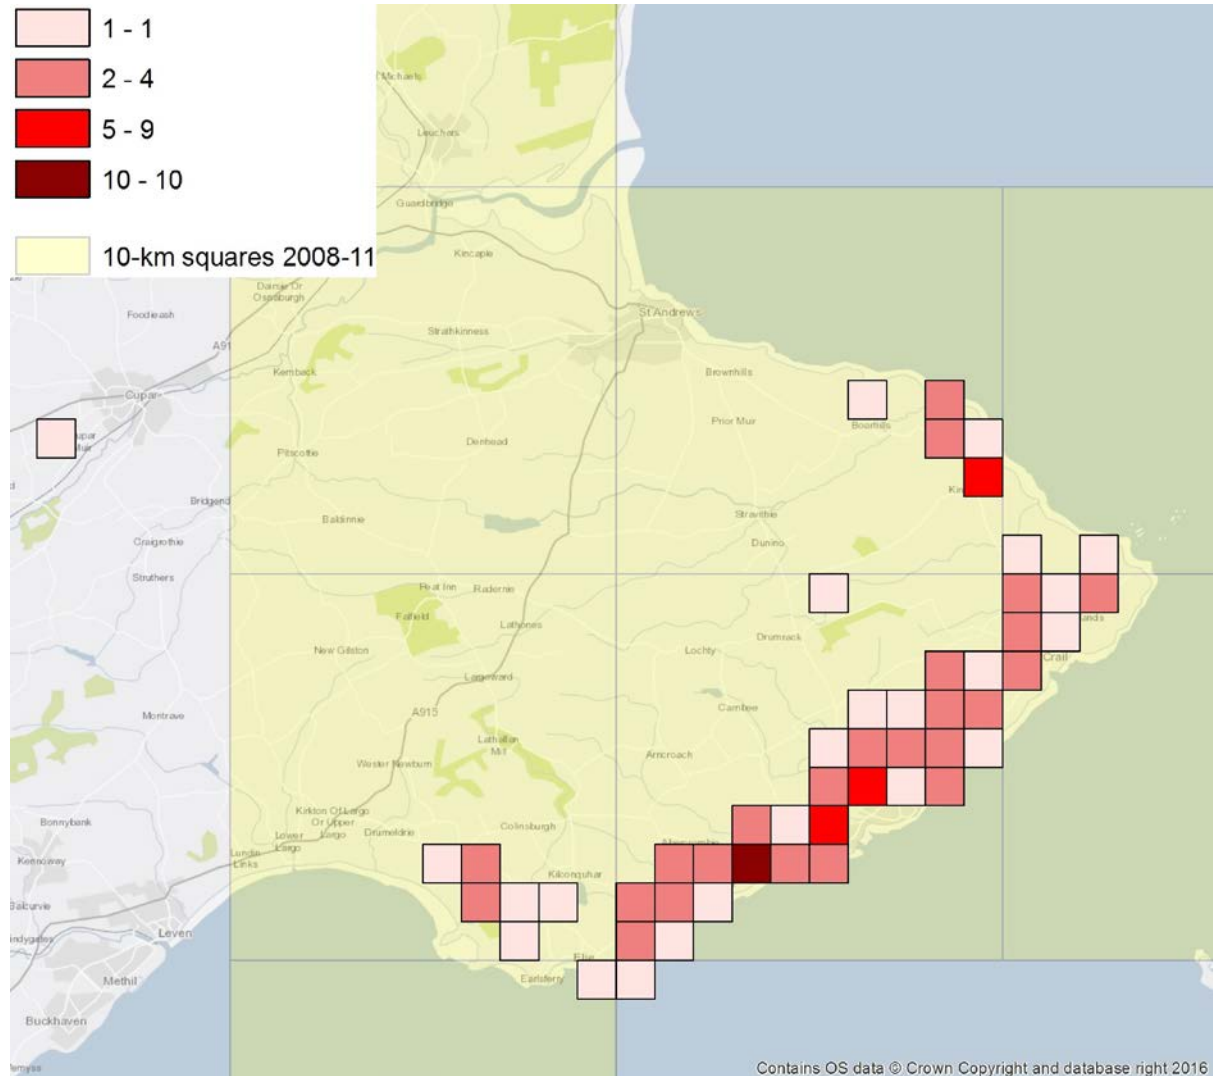 1 - 1
2 - 4
5 - 9
10 - 10
10-km squares 2008-11
Leuchars
Guardbridge
Kincaple
Dairsie Or
Osnaburgh
Foodieash
St Andrews
Strathkinness
A91
Kemback
Brownhills
Cupar
Prior Muir
Boarhills
Denhead
Pitscottie
Bridgend
Stravithie
Baldinnie
Dunino
Craigrothie
Struthers
Peat Inn
Radernie
Falfield
Lathones
Drumrack
New Gilston
Lochty
Crail
Largoward
Carnbee
A915
Montrave
Lathallan
Mill
Arncroach
Wester Newburn
Kirkton Of Largo
Or Upper
Largo
Bonnybank
Colinsburgh
Lower
Largo
Drumeldrie
Lundin
Links
Kennoway
Kilconquhar
Leven
Earlsferry
Methil
Buckhaven
Contains OS data © Crown Copyright and database right 2016